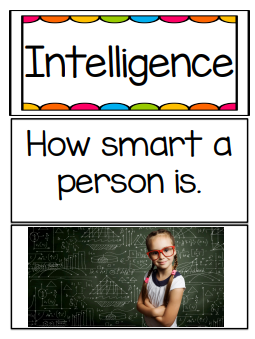 Intelligence
How smart a
person is.